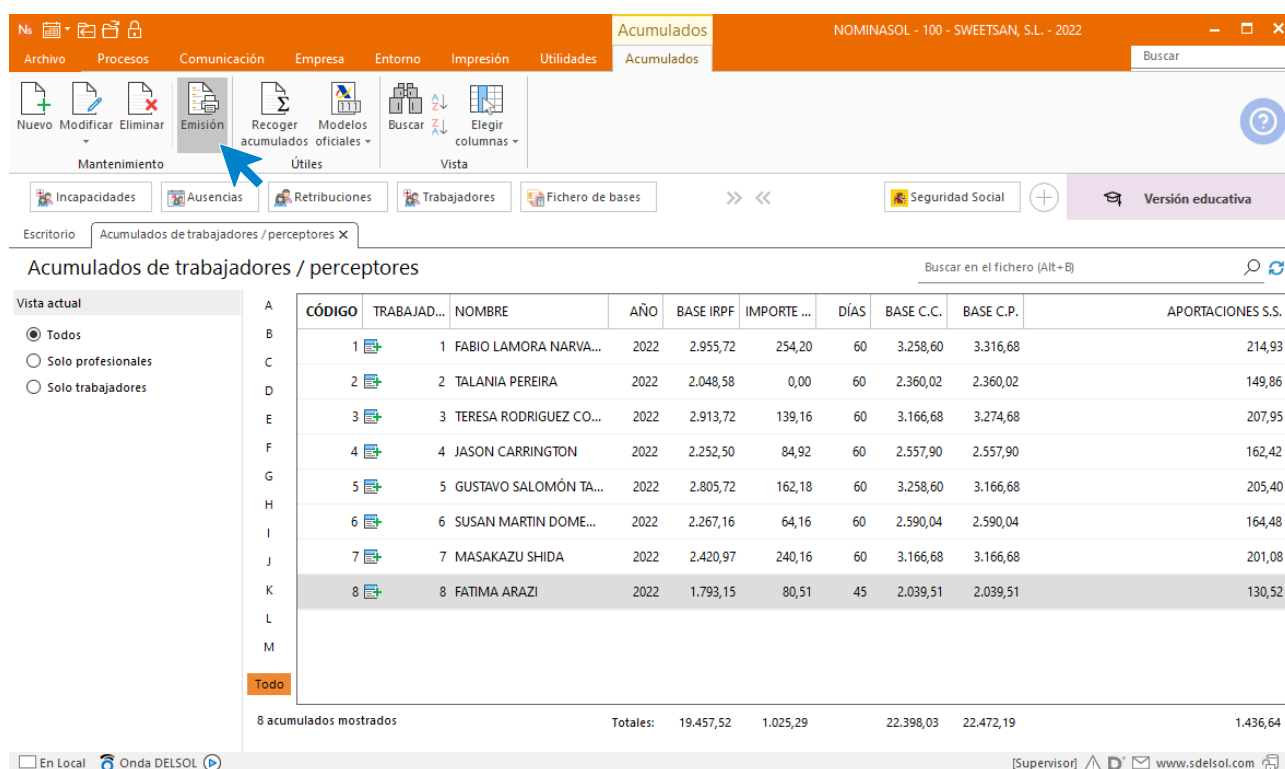 Ns Acumulados NOMINASOL - 100 - SWEETSAN, S.L. - 2022
Archivo Procesos Comunicación Empresa Entorno Impresión Utilidades Acumulados Buscar
Nuevo Modificar Eliminar Emisión Recoger acumulados Modelos oficiales Buscar Elegir columnas
Mantenimiento Útiles Vista
Incapacidades Ausencias Retribuciones Trabajadores Fichero de bases Seguridad Social Versión educativa
Escritorio Acumulados de trabajadores / perceptores X
Acumulados de trabajadores / perceptores Buscar en el fichero (Alt+B)
Vista actual
Todos
Solo profesionales
Solo trabajadores
A
B
C
D
E
F
G
H
I
J
K
L
M
Todo
CÓDIGO TRABAJAD... NOMBRE AÑO BASE IRPF IMPORTE ... DÍAS BASE C.C. BASE C.P. APORTACIONES S.S.
1 1 FABIO LAMORA NARVA... 2022 2.955,72 254,20 60 3.258,60 3.316,68 214,93
2 2 TALANIA PEREIRA 2022 2.048,58 0,00 60 2.360,02 2.360,02 149,86
3 3 TERESA RODRIGUEZ CO... 2022 2.913,72 139,16 60 3.166,68 3.274,68 207,95
4 4 JASON CARRINGTON 2022 2.252,50 84,92 60 2.557,90 2.557,90 162,42
5 5 GUSTAVO SALOMÓN TA... 2022 2.805,72 162,18 60 3.258,60 3.166,68 205,40
6 6 SUSAN MARTIN DOME... 2022 2.267,16 64,16 60 2.590,04 2.590,04 164,48
7 7 MASAKAZU SHIDA 2022 2.420,97 240,16 60 3.166,68 3.166,68 201,08
8 8 FATIMA ARAZI 2022 1.793,15 80,51 45 2.039,51 2.039,51 130,52
8 acumulados mostrados Totales: 19.457,52 1.025,29 22.398,03 22.472,19 1.436,64
En Local Onda DELSOL [Supervisor] D www.sdelsol.com